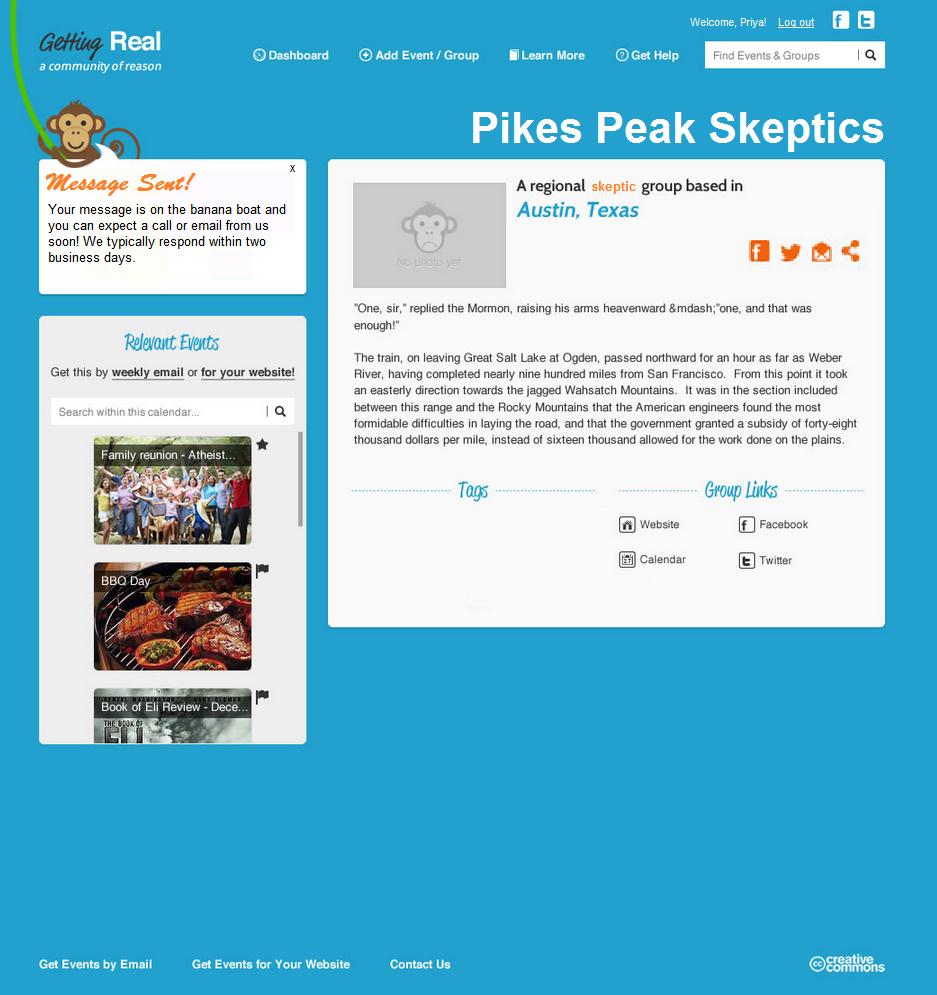 Welcome, Priya! Log out
Getting Real
a community of reason
Dashboard Add Event / Group Learn More Get Help Find Events & Groups
Pikes Peak Skeptics
x
Message Sent!
Your message is on the banana boat and
you can expect a call or email from us
soon! We typically respond within two
business days.
Relevant Events
Get this by weekly email or for your website!
Search within this calendar...
Family reunion - Atheist...
BBQ Day
Book of Eli Review - Dece...
THE BOOK OF
ELI
A regional skeptic group based in
Austin, Texas
No photo yet
"One, sir," replied the Mormon, raising his arms heavenward &mdash;"one, and that was
enough!"
The train, on leaving Great Salt Lake at Ogden, passed northward for an hour as far as Weber
River, having completed nearly nine hundred miles from San Francisco. From this point it took
an easterly direction towards the jagged Wahsatch Mountains. It was in the section included
between this range and the Rocky Mountains that the American engineers found the most
formidable difficulties in laying the road, and that the government granted a subsidy of forty-eight
thousand dollars per mile, instead of sixteen thousand allowed for the work done on the plains.
Tags
Group Links
Website Facebook
Calendar Twitter
Get Events by Email Get Events for Your Website Contact Us
cc creative
commons